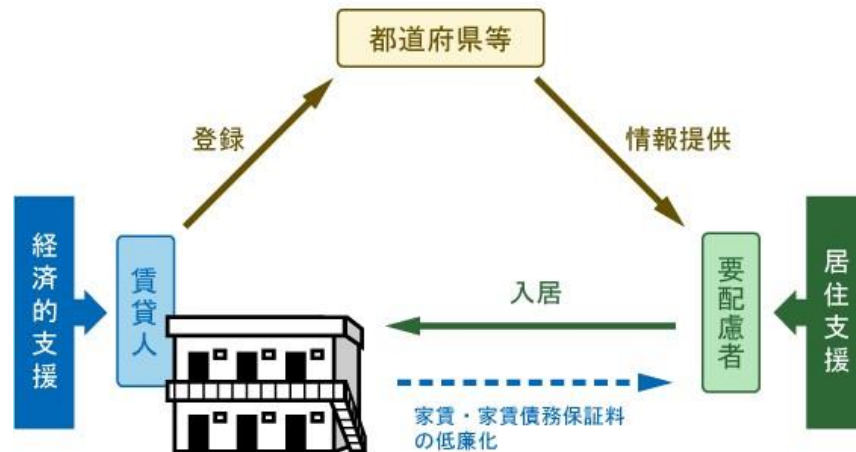 都道府県等
登録
情報提供
経済的支援
賃貸人
入居
要配慮者
居住支援
家賃・家賃債務保証料
の低廉化